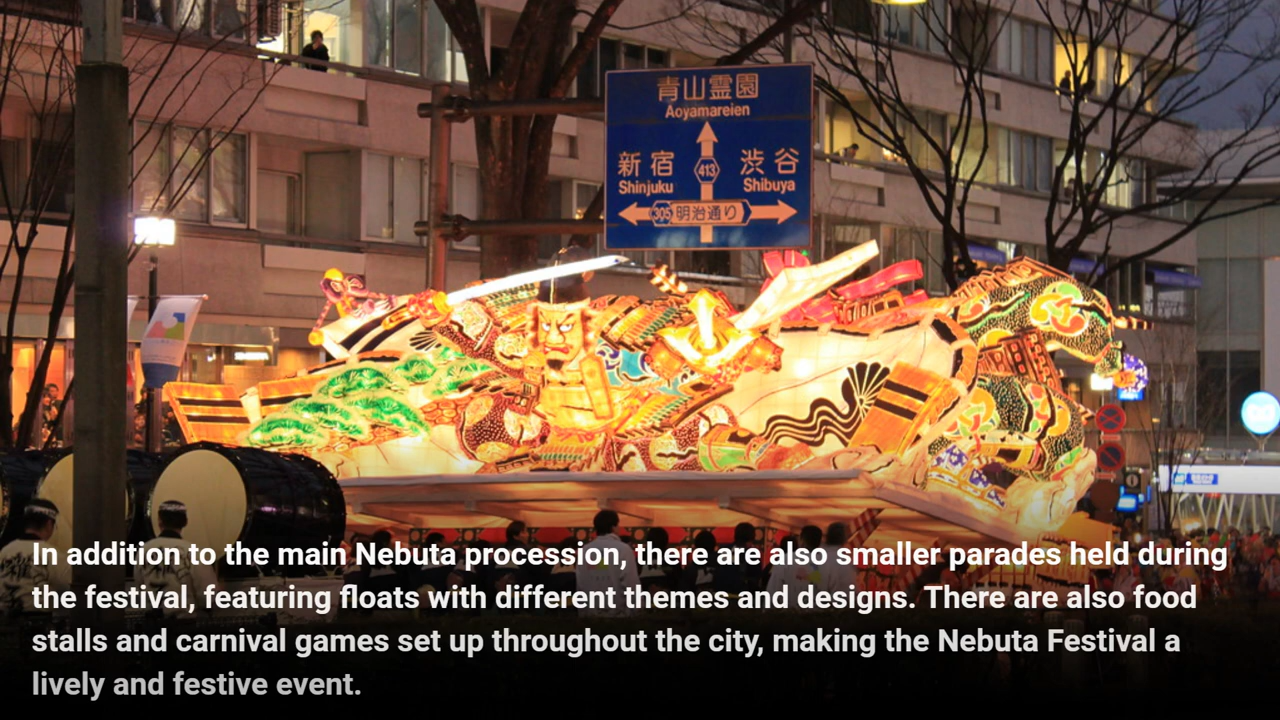 青山霊園
Aoyamareien
新宿
渋谷
413
Shinjuku
Shibuya
305 明治通り
In addition to the main Nebuta procession, there are also smaller parades held during
the festival, featuring floats with different themes and designs. There are also food
stalls and carnival games set up throughout the city, making the Nebuta Festival a
lively and festive event.